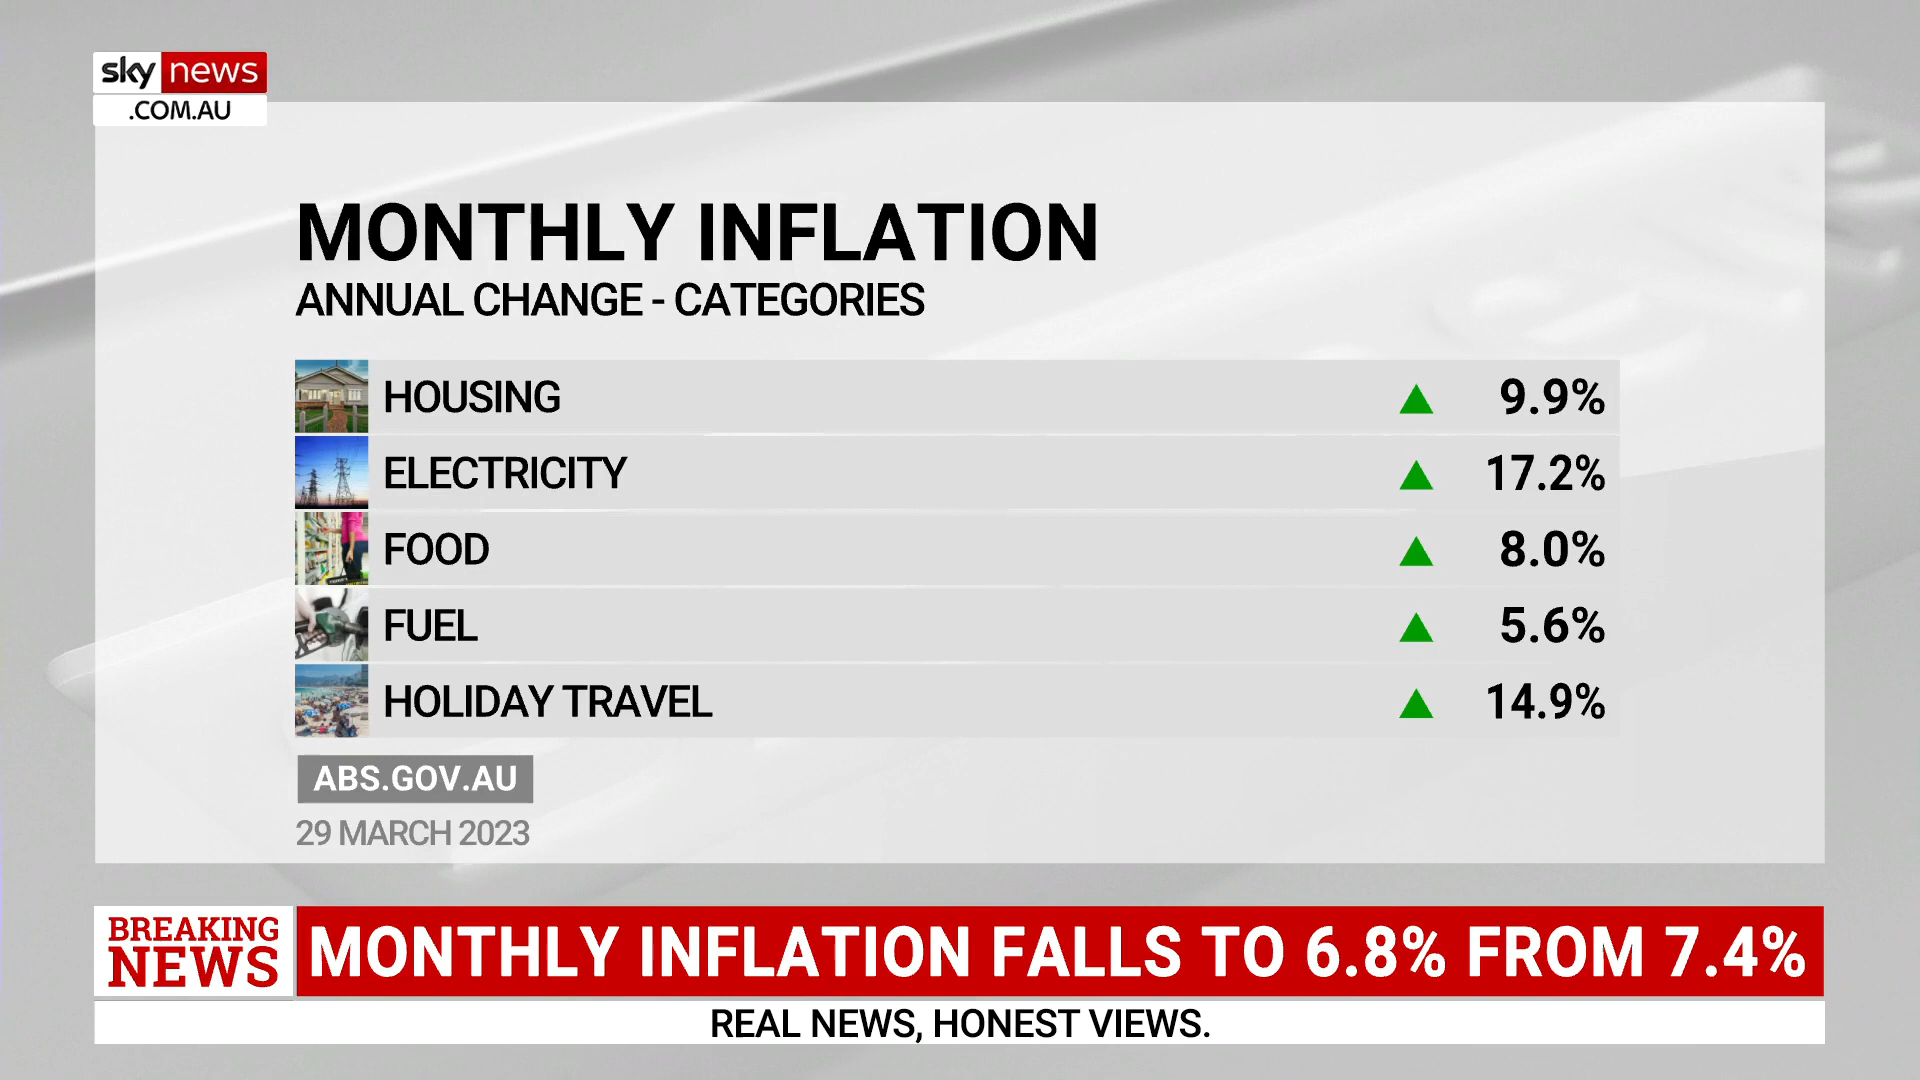 sky news
.COM.AU
MONTHLY INFLATION
ANNUAL CHANGE - CATEGORIES
HOUSING ▲ 9.9%
ELECTRICITY ▲ 17.2%
FOOD ▲ 8.0%
FUEL ▲ 5.6%
HOLIDAY TRAVEL ▲ 14.9%
ABS.GOV.AU
29 MARCH 2023
BREAKING
NEWS
MONTHLY INFLATION FALLS TO 6.8% FROM 7.4%
REAL NEWS, HONEST VIEWS.